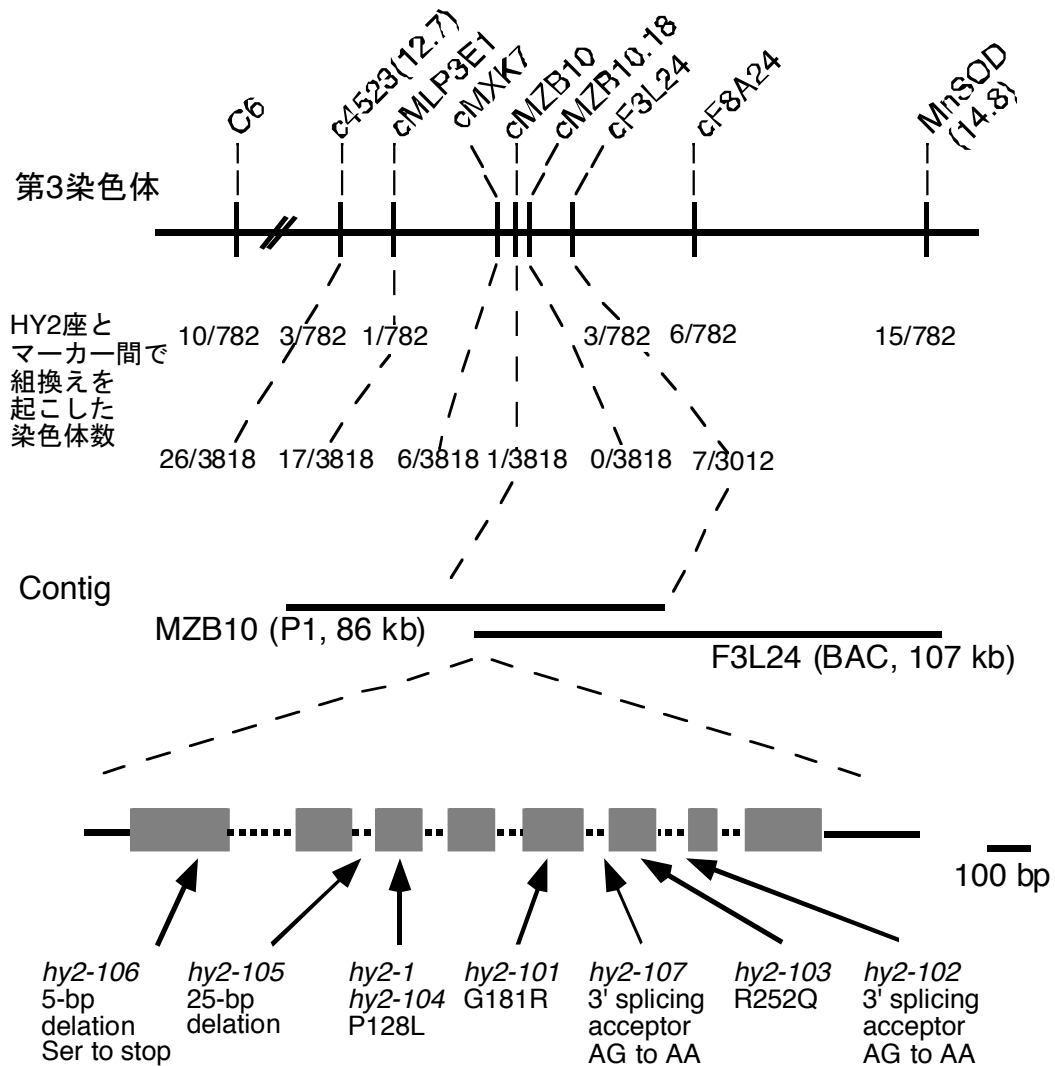 C6
c4523(12.7)
cMLP3E1
cMXK7
cMZB10
cMZB10.18
cF3L24
cF8A24
MnSOD
(14.8)
第3染色体
HY2座と
マーカー間で
組換えを
起こした
染色体数
10/782 3/782 1/782 3/782 6/782 15/782
26/3818 17/3818 6/3818 1/3818 0/3818 7/3012
Contig
MZB10 (P1, 86 kb)
F3L24 (BAC, 107 kb)
100 bp
hy2-106
5-bp
delation
Ser to stop
hy2-105
25-bp
delation
hy2-1
hy2-104
P128L
hy2-101
G181R
hy2-107
3' splicing
acceptor
AG to AA
hy2-103
R252Q
hy2-102
3' splicing
acceptor
AG to AA